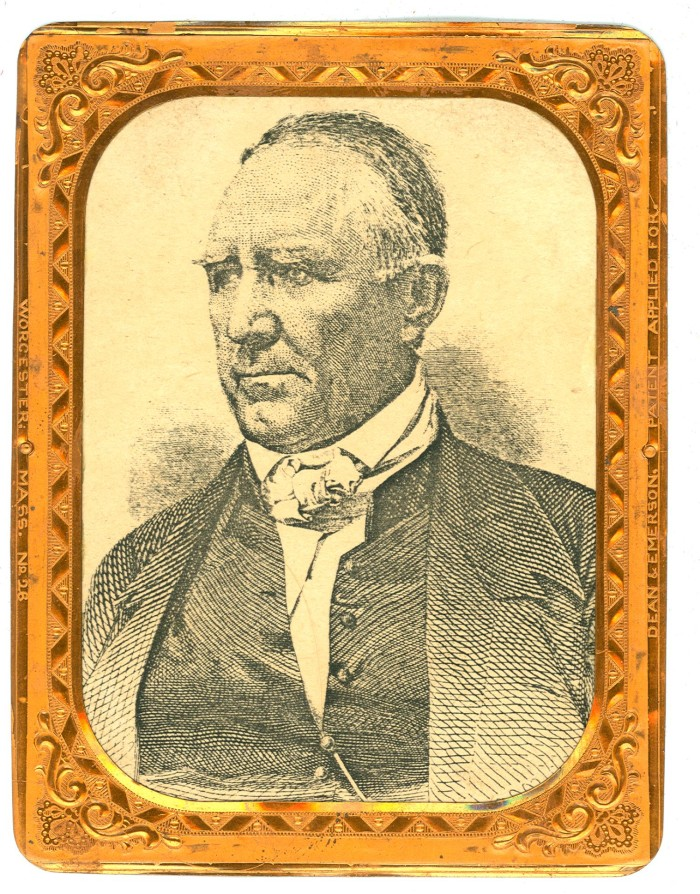 WORCESTER. MASS. No 28
DEAN & EMERSON. PATENT APPLIED FOR.